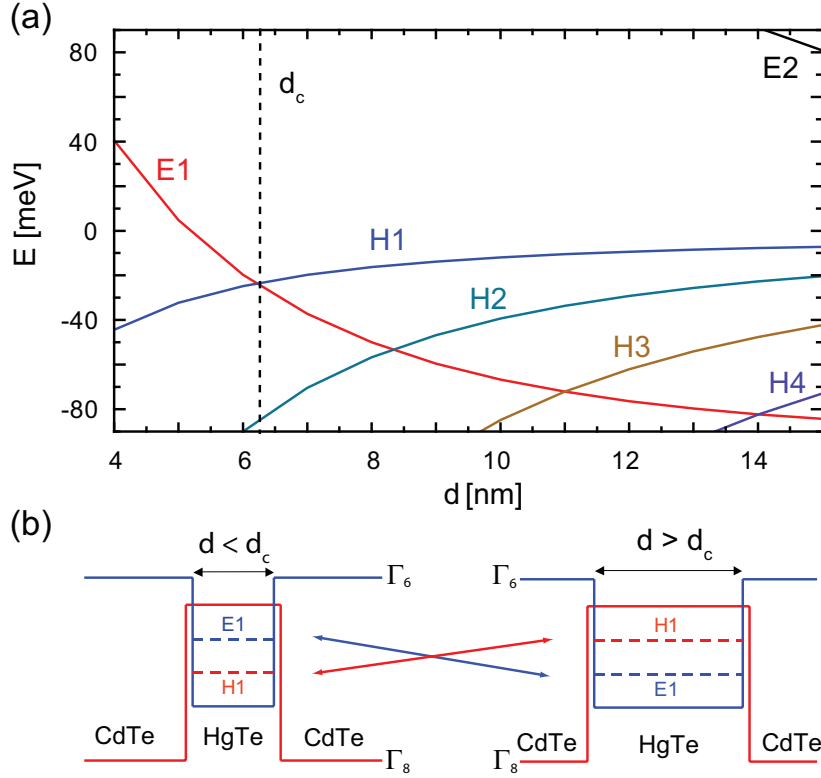 (a)
80
40
0
-40
-80
E [meV]
d_c
E1
E2
H1
H2
H3
H4
4 6 8 10 12 14
d [nm]
(b)
d < d_c
d > d_c
Γ₆ Γ₆
E1 H1
H1 E1
CdTe HgTe CdTe CdTe HgTe CdTe
Γ₈ Γ₈